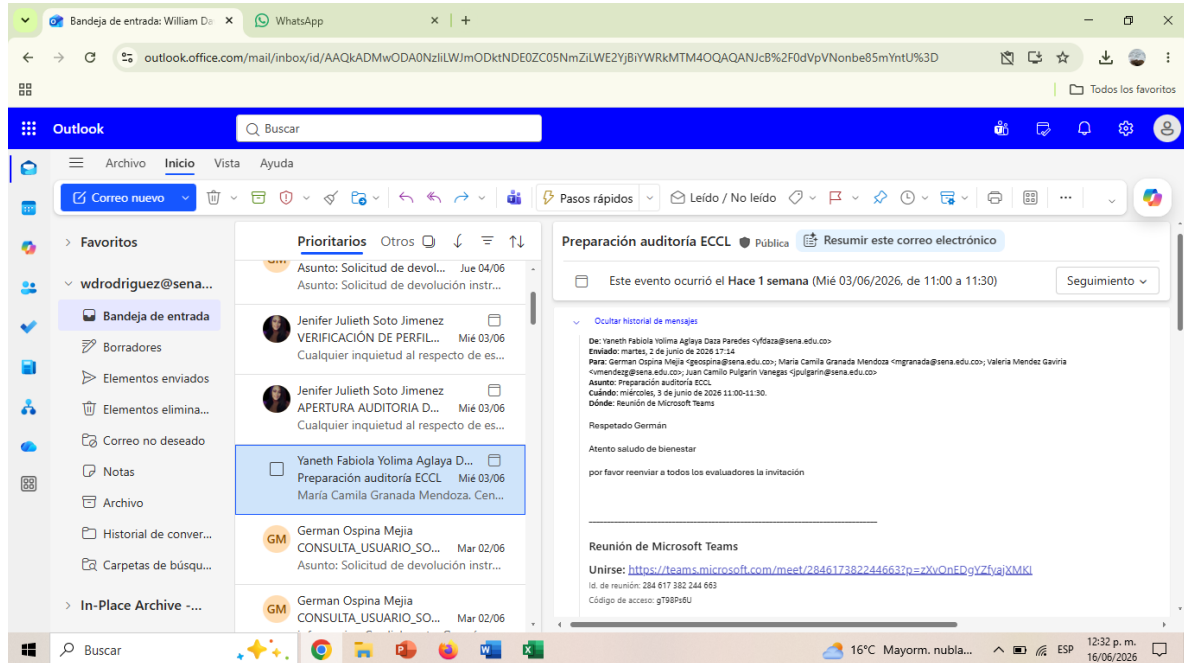 Bandeja de entrada: William Da
WhatsApp
outlook.office.com/mail/inbox/id/AAQkADMwODA0NzIiLWJmODktNDE0ZC05NmZiLWE2YjBiYWRkMTM4OQAQANJcB%2F0dVpVNonbe85mYntU%3D
Todos los favoritos
Outlook
Buscar
Archivo Inicio Vista Ayuda
Correo nuevo
Pasos rápidos
Leído / No leído
Favoritos
wdrodriguez@sena...
Bandeja de entrada
Borradores
Elementos enviados
Elementos elimina...
Correo no deseado
Notas
Archivo
Historial de conver...
Carpetas de búsqu...
In-Place Archive -...
Prioritarios Otros
GM
Asunto: Solicitud de devol... Jue 04/06
Asunto: Solicitud de devolución instr...
Jenifer Julieth Soto Jimenez
VERIFICACIÓN DE PERFIL... Mié 03/06
Cualquier inquietud al respecto de es...
Jenifer Julieth Soto Jimenez
APERTURA AUDITORIA D... Mié 03/06
Cualquier inquietud al respecto de es...
Yaneth Fabiola Yolima Aglaya D...
Preparación auditoría ECCL Mié 03/06
María Camila Granada Mendoza. Cen...
GM
German Ospina Mejia
CONSULTA_USUARIO_SO... Mar 02/06
Asunto: Solicitud de devolución instr...
GM
German Ospina Mejia
CONSULTA_USUARIO_SO... Mar 02/06
Preparación auditoría ECCL Pública Resumir este correo electrónico
Este evento ocurrió el Hace 1 semana (Mié 03/06/2026, de 11:00 a 11:30)
Seguimiento
Ocultar historial de mensajes
De: Yaneth Fabiola Yolima Aglaya Daza Paredes <yfdaza@sena.edu.co>
Enviado: martes, 2 de junio de 2026 17:14
Para: German Ospina Mejia <geospina@sena.edu.co>; Maria Camila Granada Mendoza <mgranada@sena.edu.co>; Valeria Mendez Gaviria
<vmendezg@sena.edu.co>; Juan Camilo Pulgarin Vanegas <jpulgarin@sena.edu.co>
Asunto: Preparación auditoría ECCL
Cuándo: miércoles, 3 de junio de 2026 11:00-11:30.
Dónde: Reunión de Microsoft Teams
Respetado Germán
Atento saludo de bienestar
por favor reenviar a todos los evaluadores la invitación
Reunión de Microsoft Teams
Unirse: https://teams.microsoft.com/meet/284617382244663?p=zXvOnEDgYZfyajXMKI
Id. de reunión: 284 617 382 244 663
Código de acceso: gT98Ps6U
Buscar
16°C Mayorm. nubla...
ESP
12:32 p. m.
16/06/2026